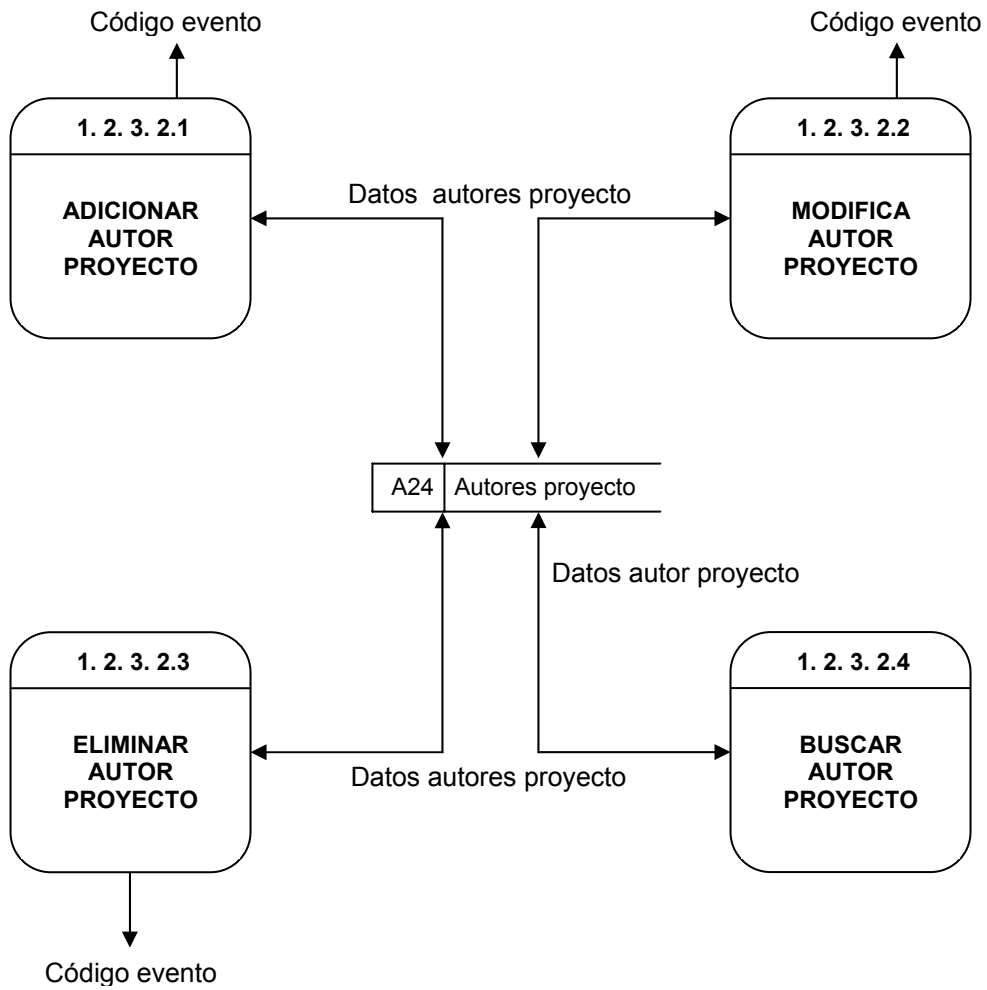 Código evento
Código evento
1. 2. 3. 2.1
1. 2. 3. 2.2
ADICIONAR
AUTOR
PROYECTO
Datos autores proyecto
MODIFICA
AUTOR
PROYECTO
A24 Autores proyecto
Datos autor proyecto
1. 2. 3. 2.3
1. 2. 3. 2.4
ELIMINAR
AUTOR
PROYECTO
Datos autores proyecto
BUSCAR
AUTOR
PROYECTO
Código evento